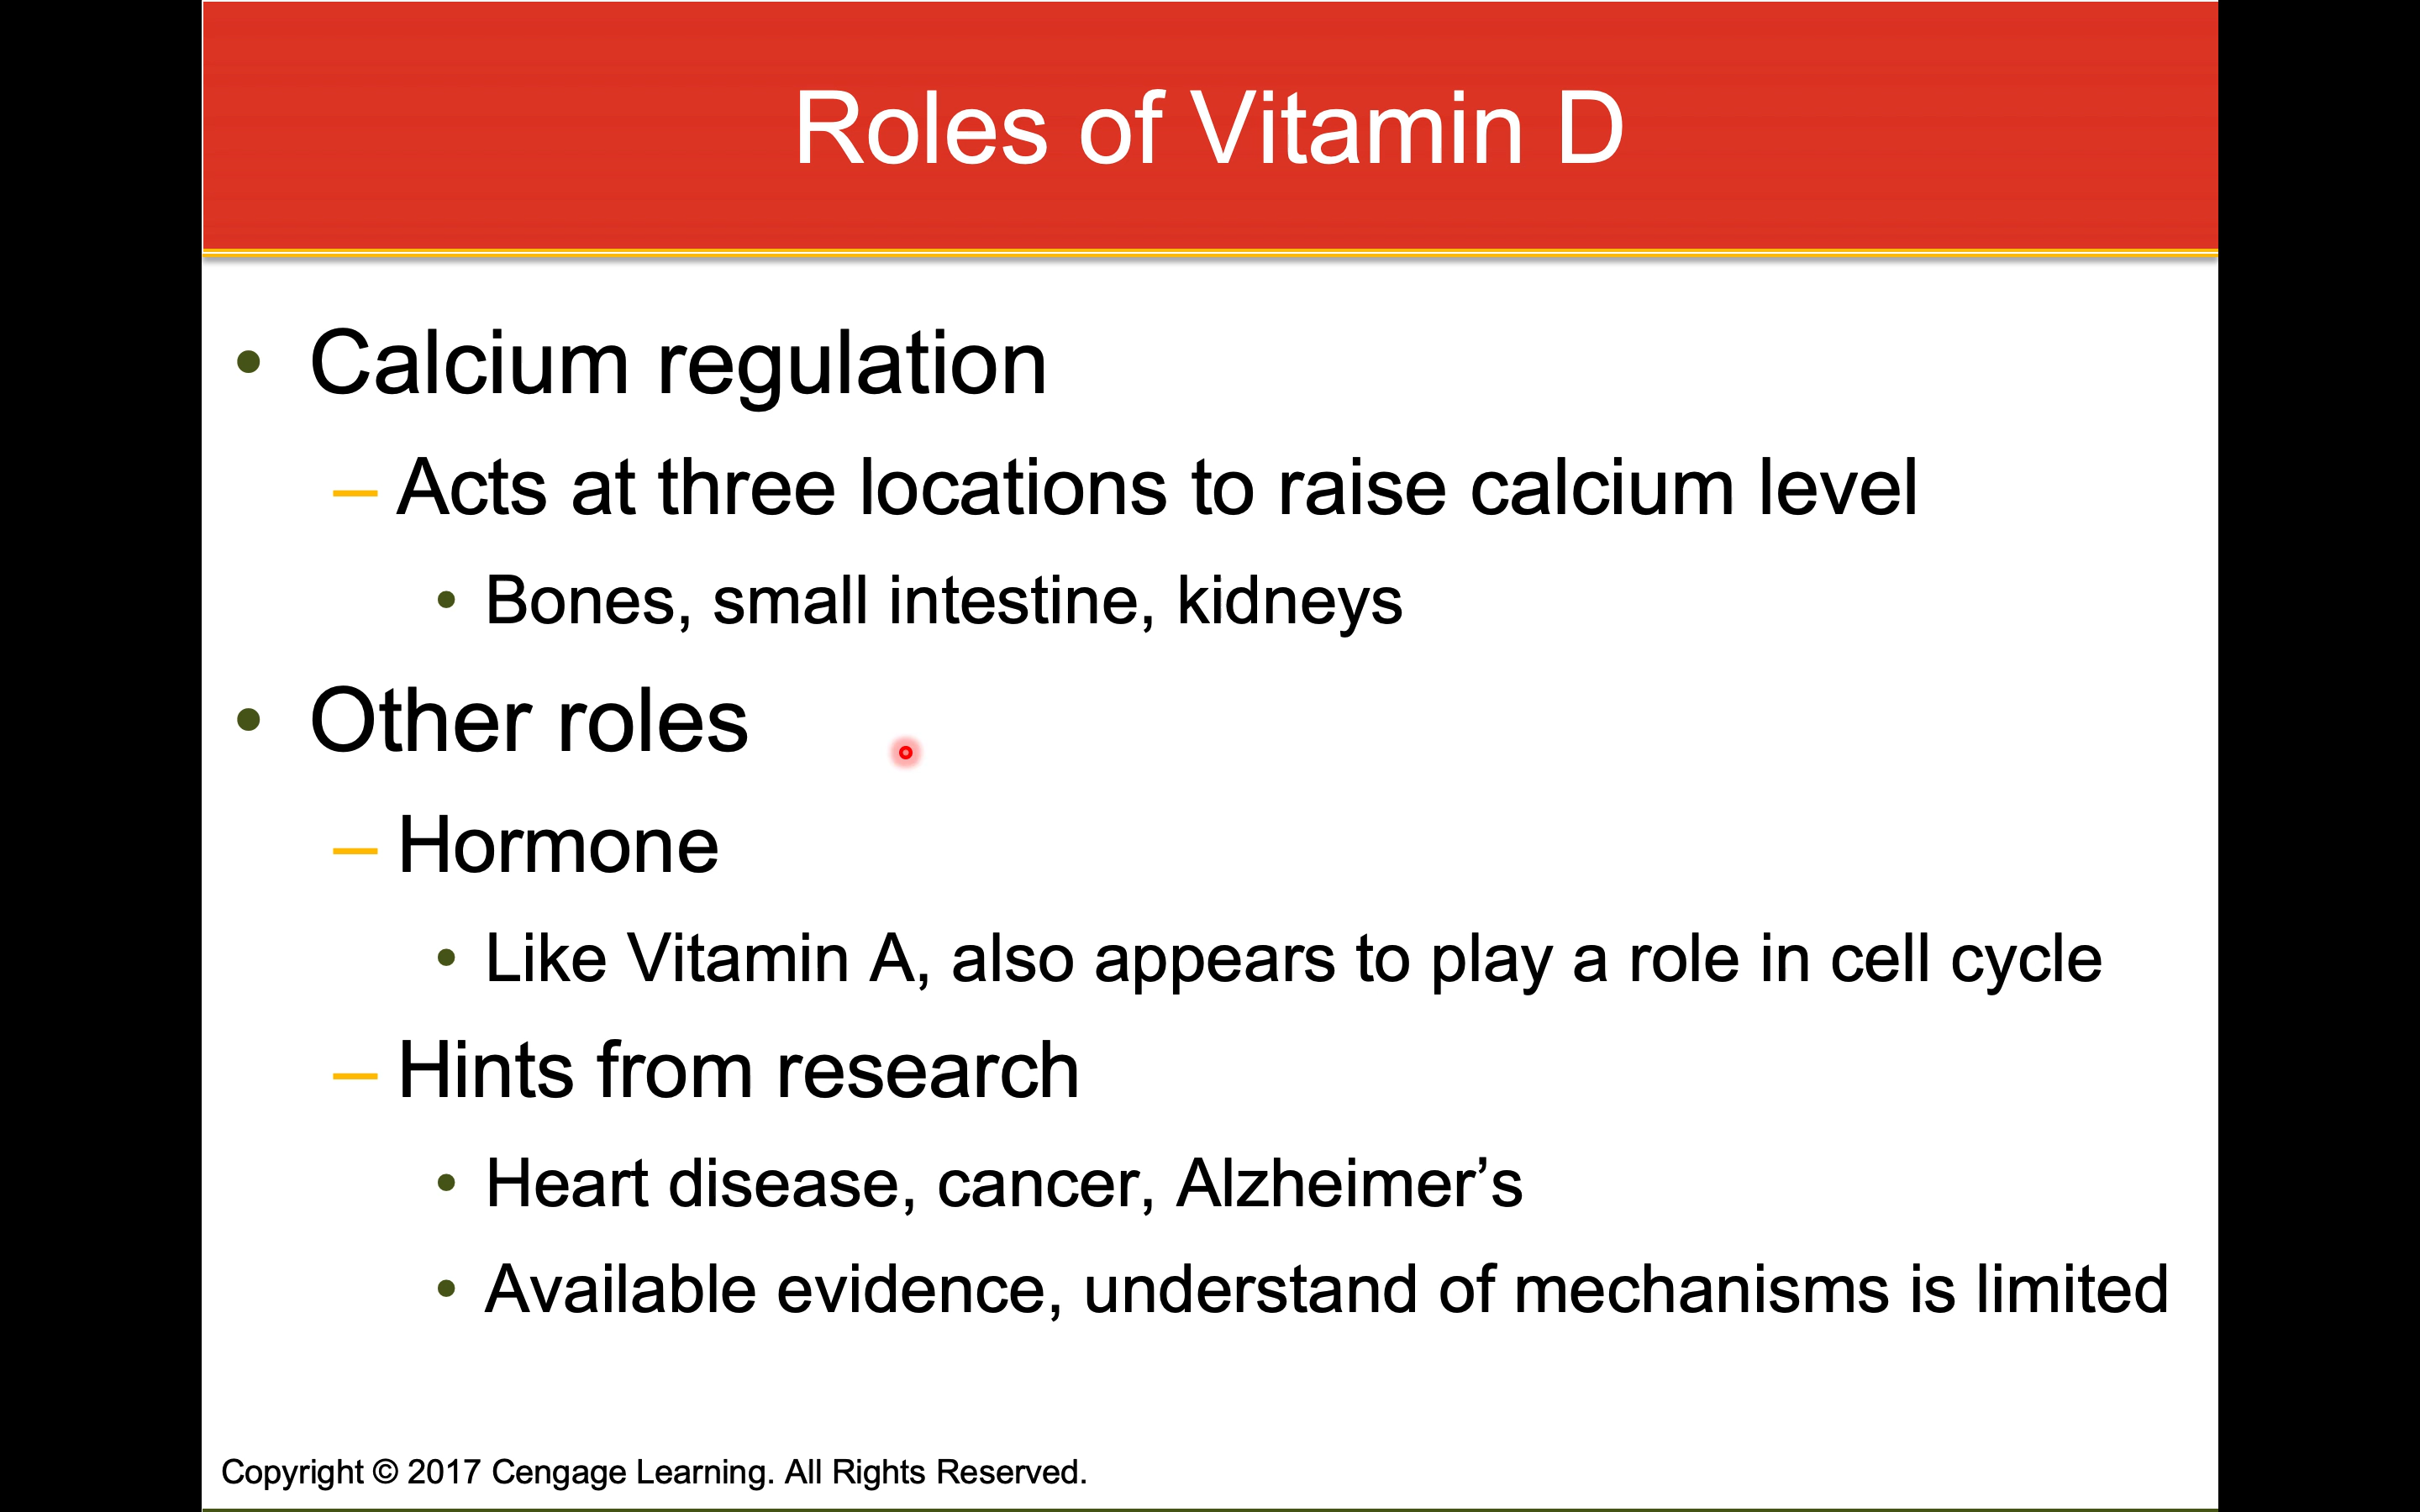 Roles of Vitamin D
• Calcium regulation
– Acts at three locations to raise calcium level
• Bones, small intestine, kidneys
• Other roles
– Hormone
• Like Vitamin A, also appears to play a role in cell cycle
– Hints from research
• Heart disease, cancer, Alzheimer’s
• Available evidence, understand of mechanisms is limited
Copyright © 2017 Cengage Learning. All Rights Reserved.